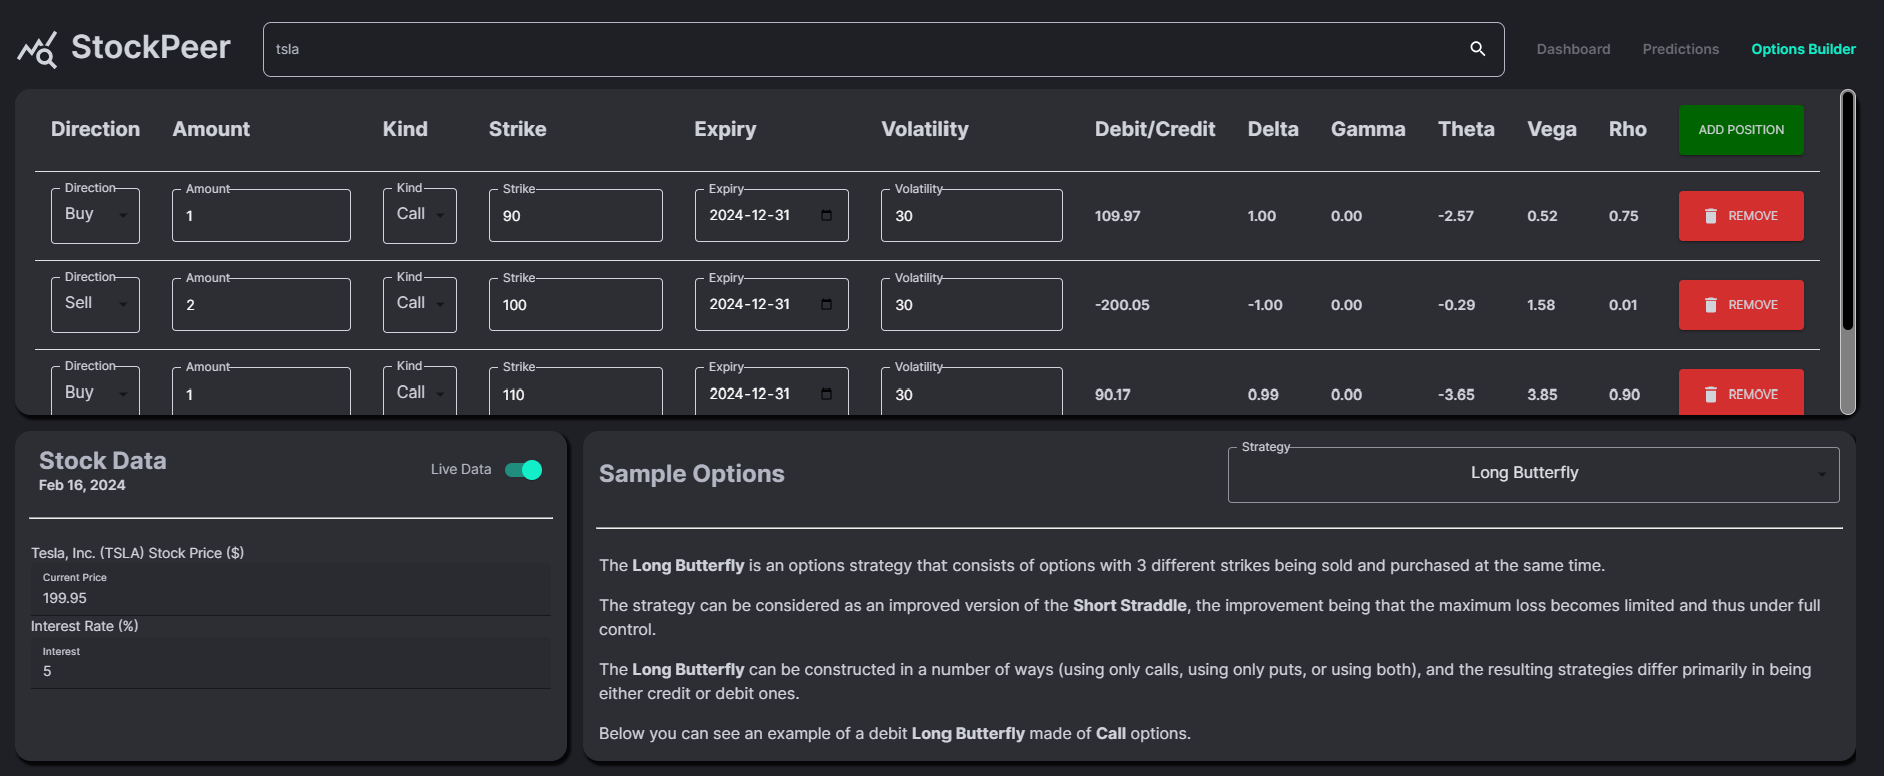 StockPeer
tsla
Dashboard Predictions Options Builder
Direction Amount Kind Strike Expiry Volatility Debit/Credit Delta Gamma Theta Vega Rho ADD POSITION
Direction Amount Kind Strike Expiry Volatility
Buy 1 Call 90 2024-12-31 30 109.97 1.00 0.00 -2.57 0.52 0.75 REMOVE
Direction Amount Kind Strike Expiry Volatility
Sell 2 Call 100 2024-12-31 30 -200.05 -1.00 0.00 -0.29 1.58 0.01 REMOVE
Direction Amount Kind Strike Expiry Volatility
Buy 1 Call 110 2024-12-31 30 90.17 0.99 0.00 -3.65 3.85 0.90 REMOVE
Stock Data
Feb 16, 2024
Live Data
Tesla, Inc. (TSLA) Stock Price ($)
Current Price
199.95
Interest Rate (%)
Interest
5
Sample Options
Strategy
Long Butterfly
The Long Butterfly is an options strategy that consists of options with 3 different strikes being sold and purchased at the same time.
The strategy can be considered as an improved version of the Short Straddle, the improvement being that the maximum loss becomes limited and thus under full
control.
The Long Butterfly can be constructed in a number of ways (using only calls, using only puts, or using both), and the resulting strategies differ primarily in being
either credit or debit ones.
Below you can see an example of a debit Long Butterfly made of Call options.